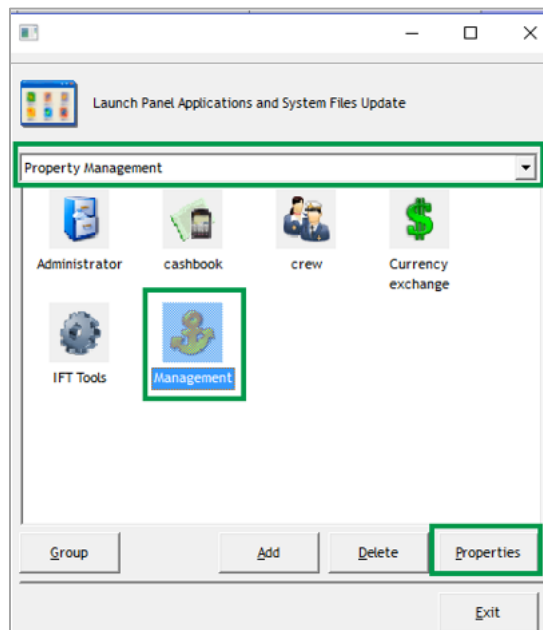 Launch Panel Applications and System Files Update
Property Management
Administrator cashbook crew Currency
exchange
IFT Tools Management
Group Add Delete Properties
Exit